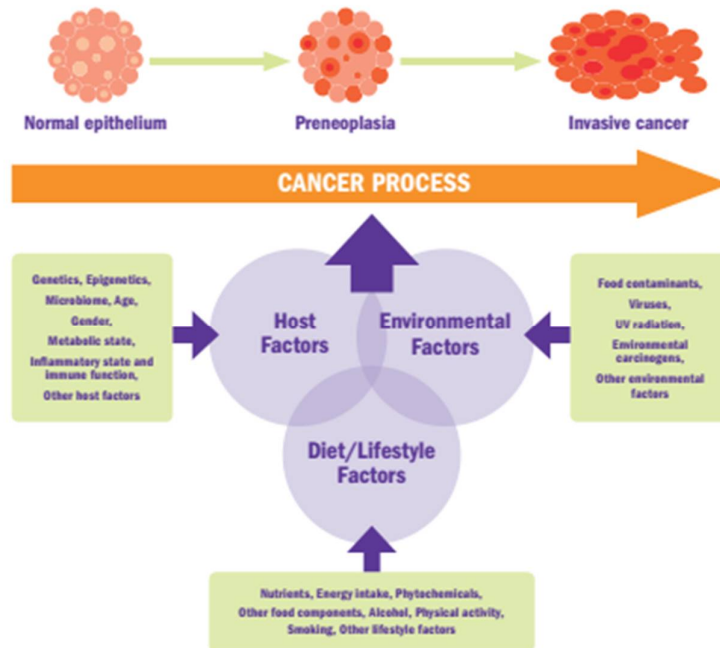 Normal epithelium
Preneoplasia
Invasive cancer
CANCER PROCESS
Genetics, Epigenetics,
Microbiome, Age,
Gender,
Metabolic state,
Inflammatory state and
immune function,
Other host factors
Host
Factors
Environmental
Factors
Food contaminants,
Viruses,
UV radiation,
Environmental
carcinogens,
Other environmental
factors
Diet/Lifestyle
Factors
Nutrients, Energy intake, Phytochemicals,
Other food components, Alcohol, Physical activity,
Smoking, Other lifestyle factors